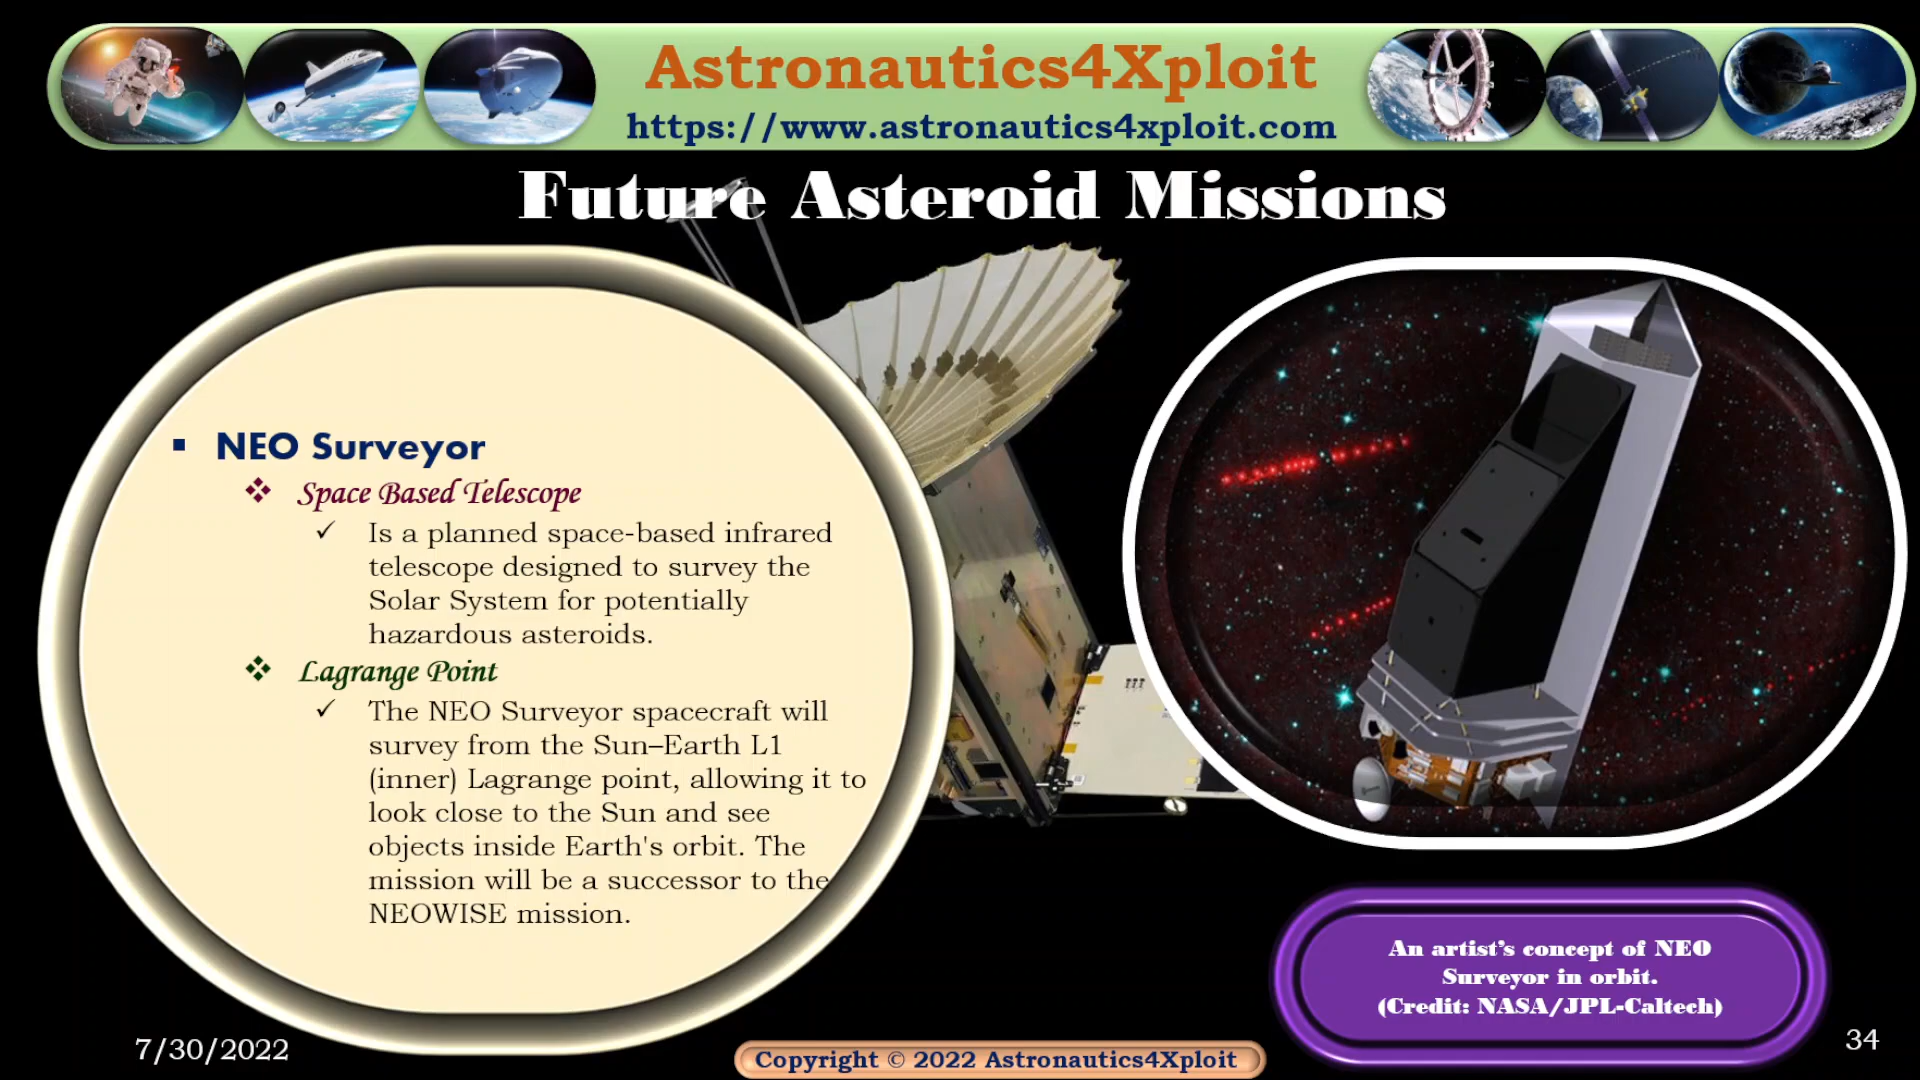 Astronautics4Xploit
https://www.astronautics4xploit.com
Future Asteroid Missions
▪ NEO Surveyor
❖ Space Based Telescope
✓ Is a planned space-based infrared
telescope designed to survey the
Solar System for potentially
hazardous asteroids.
❖ Lagrange Point
✓ The NEO Surveyor spacecraft will
survey from the Sun–Earth L1
(inner) Lagrange point, allowing it to
look close to the Sun and see
objects inside Earth's orbit. The
mission will be a successor to the
NEOWISE mission.
An artist’s concept of NEO
Surveyor in orbit.
(Credit: NASA/JPL-Caltech)
7/30/2022
Copyright © 2022 Astronautics4Xploit
34